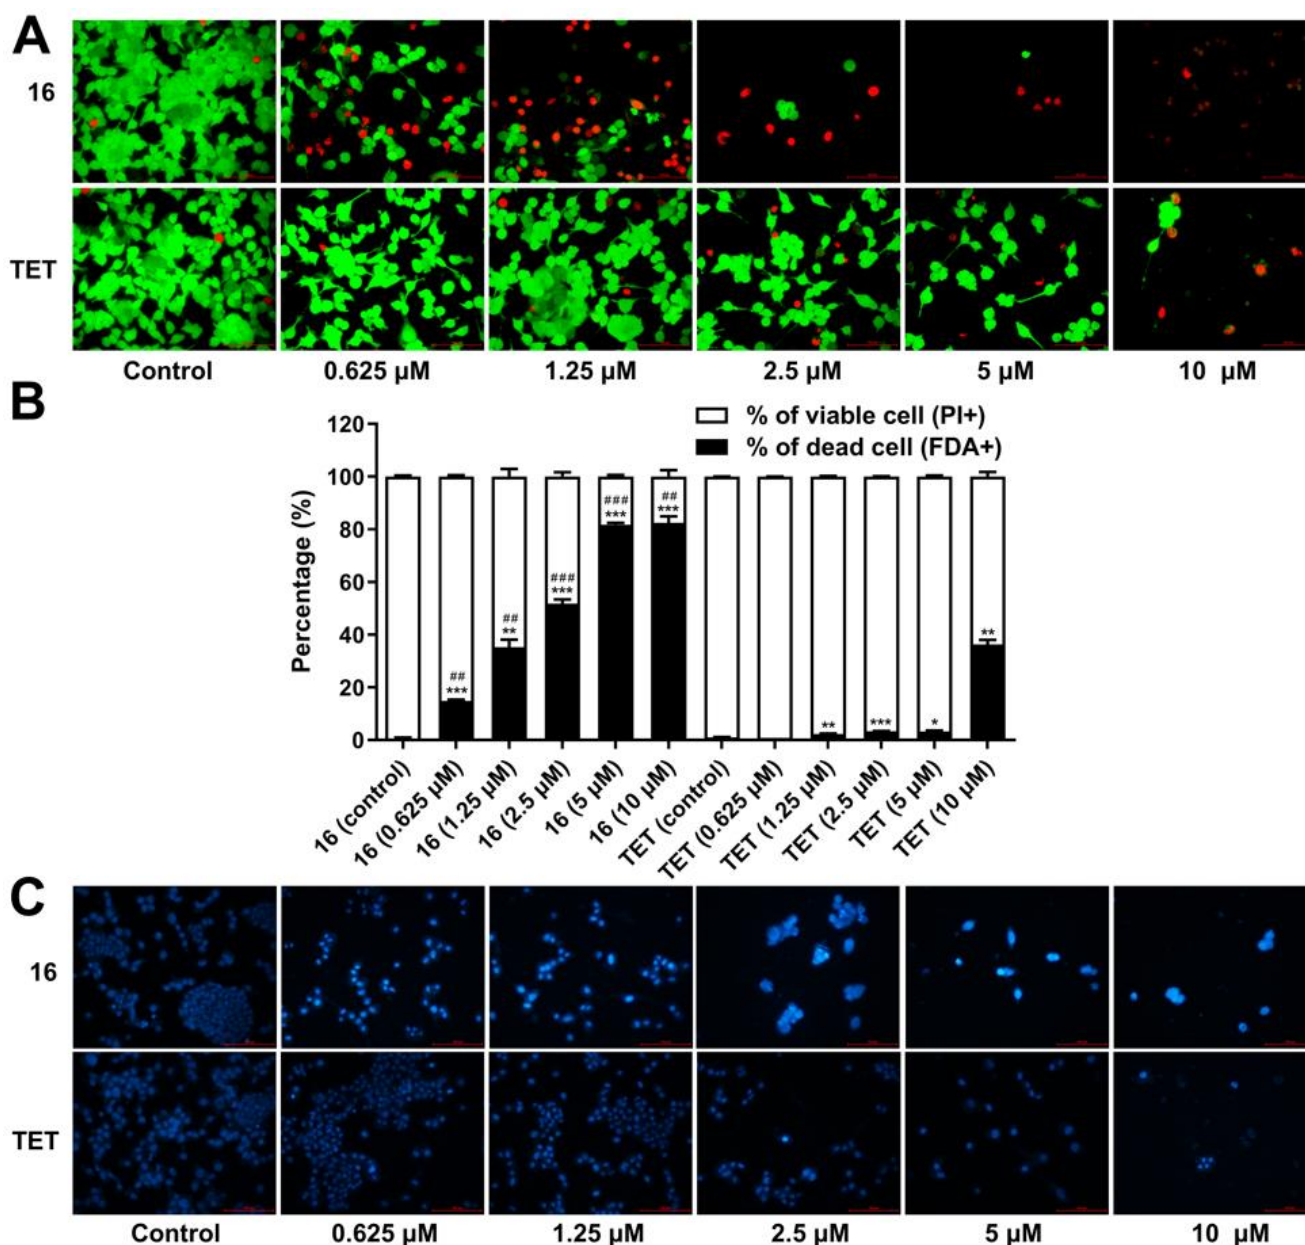 A
16
TET
Control 0.625 µM 1.25 µM 2.5 µM 5 µM 10 µM
B
% of viable cell (PI+)
% of dead cell (FDA+)
Percentage (%)
120
100
80
60
40
20
0
## ***
## **
### ***
### ***
## ***
**
***
*
**
16 (control)
16 (0.625 µM)
16 (1.25 µM)
16 (2.5 µM)
16 (5 µM)
16 (10 µM)
TET (control)
TET (0.625 µM)
TET (1.25 µM)
TET (2.5 µM)
TET (5 µM)
TET (10 µM)
C
16
TET
Control 0.625 µM 1.25 µM 2.5 µM 5 µM 10 µM